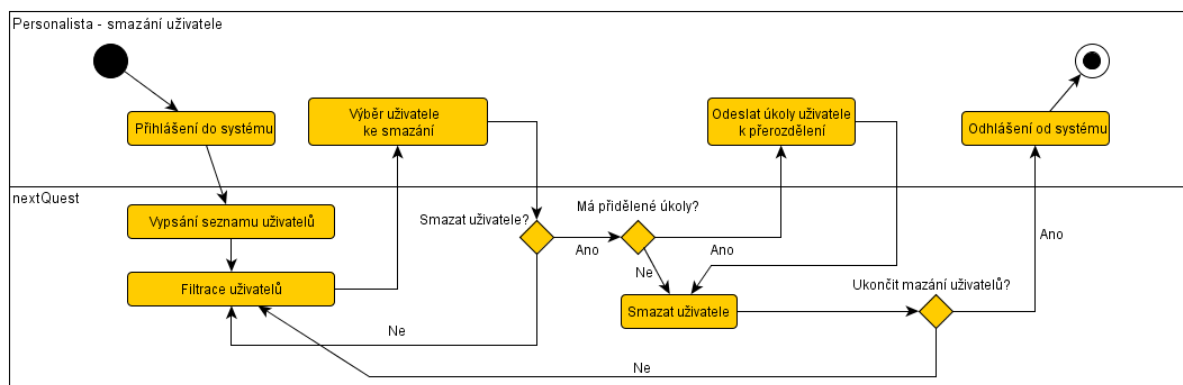 Personalista - smazání uživatele
Přihlášení do systému
Výběr uživatele
ke smazání
Odeslat úkoly uživatele
k přerozdělení
Odhlášení od systému
nextQuest
Vypsání seznamu uživatelů
Smazat uživatele?
Má přidělené úkoly?
Ano
Ano
Ano
Filtrace uživatelů
Ne
Smazat uživatele
Ukončit mazání uživatelů?
Ne
Ne